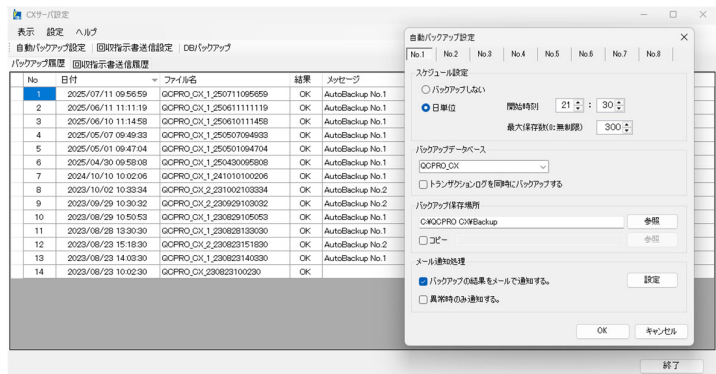 CXサーバ設定
表示 設定 ヘルプ
自動バックアップ設定 回収指示書送信設定 DBバックアップ
バックアップ履歴 回収指示書送信履歴
No 日付 ファイル名 結果 メッセージ
1 2025/07/11 09:56:59 QCPRO_CX_1_250711095659 OK AutoBackup No.1
2 2025/06/11 11:11:19 QCPRO_CX_1_250611111119 OK AutoBackup No.1
3 2025/06/10 11:14:58 QCPRO_CX_1_250610111458 OK AutoBackup No.1
4 2025/05/07 09:49:33 QCPRO_CX_1_250507094933 OK AutoBackup No.1
5 2025/05/01 09:47:04 QCPRO_CX_1_250501094704 OK AutoBackup No.1
6 2025/04/30 09:58:08 QCPRO_CX_1_250430095808 OK AutoBackup No.1
7 2024/10/10 10:02:06 QCPRO_CX_1_241010100206 OK AutoBackup No.1
8 2023/10/02 10:33:34 QCPRO_CX_2_231002103334 OK AutoBackup No.2
9 2023/09/29 10:30:32 QCPRO_CX_2_230929103032 OK AutoBackup No.2
10 2023/08/29 10:50:53 QCPRO_CX_1_230829105053 OK AutoBackup No.1
11 2023/08/28 13:30:30 QCPRO_CX_1_230828133030 OK AutoBackup No.1
12 2023/08/23 15:18:30 QCPRO_CX_2_230823151830 OK AutoBackup No.2
13 2023/08/23 14:03:30 QCPRO_CX_1_230823140330 OK AutoBackup No.1
14 2023/08/23 10:02:30 QCPRO_CX_230823100230 OK
終了
自動バックアップ設定
No.1 No.2 No.3 No.4 No.5 No.6 No.7 No.8
スケジュール設定
バックアップしない
日単位 開始時刻 21 : 30
最大保存数(0:無制限) 300
バックアップデータベース
QCPRO_CX
トランザクションログを同時にバックアップする
バックアップ保存場所
C:¥QCPRO CX¥Backup 参照
コピー 参照
メール通知処理
バックアップの結果をメールで通知する。 設定
異常時のみ通知する。
OK キャンセル